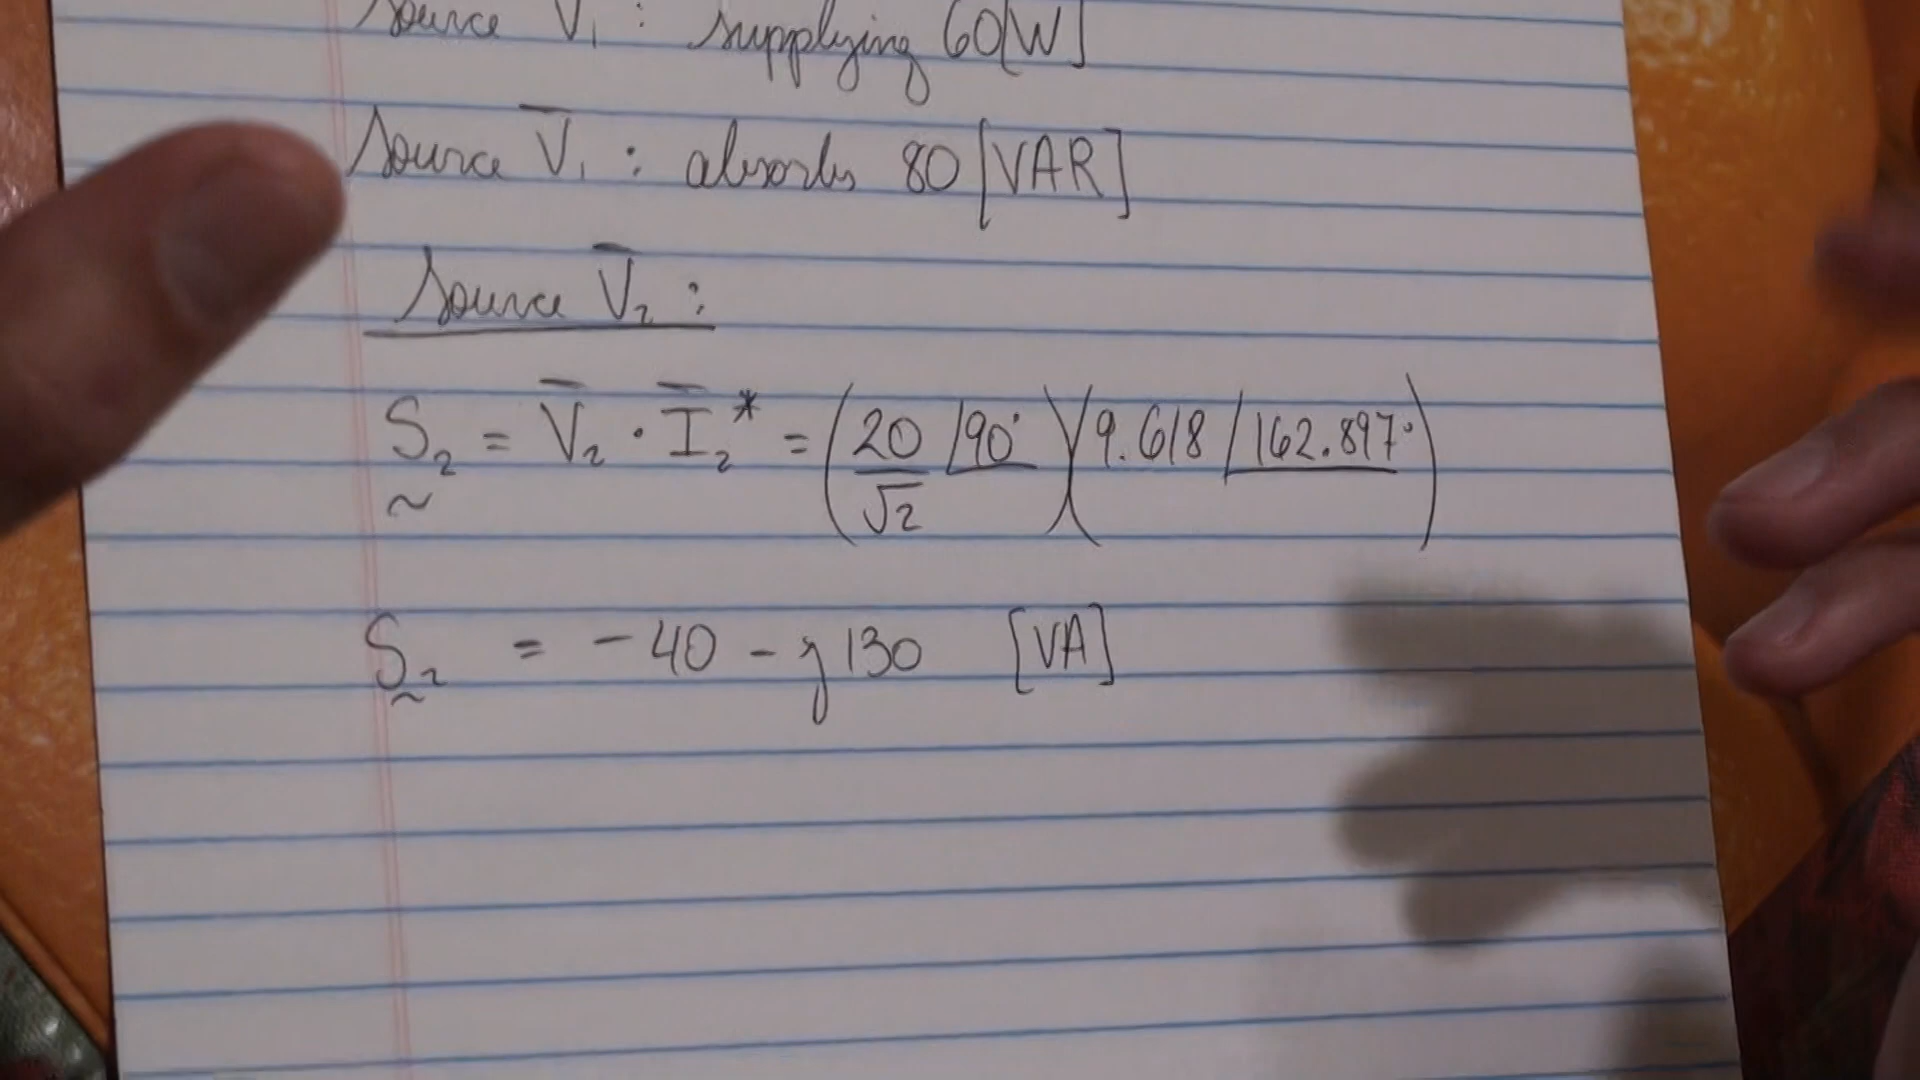 Source V̄₁ : supplying 60[W]
Source V̄₁ : absorbs 80 [VAR]
Source V̄₂ :
S₂ = V̄₂ · Ī₂* = (20/√2 ∠90°)(9.618 ∠162.897°)
S₂ = -40 - j130 [VA]